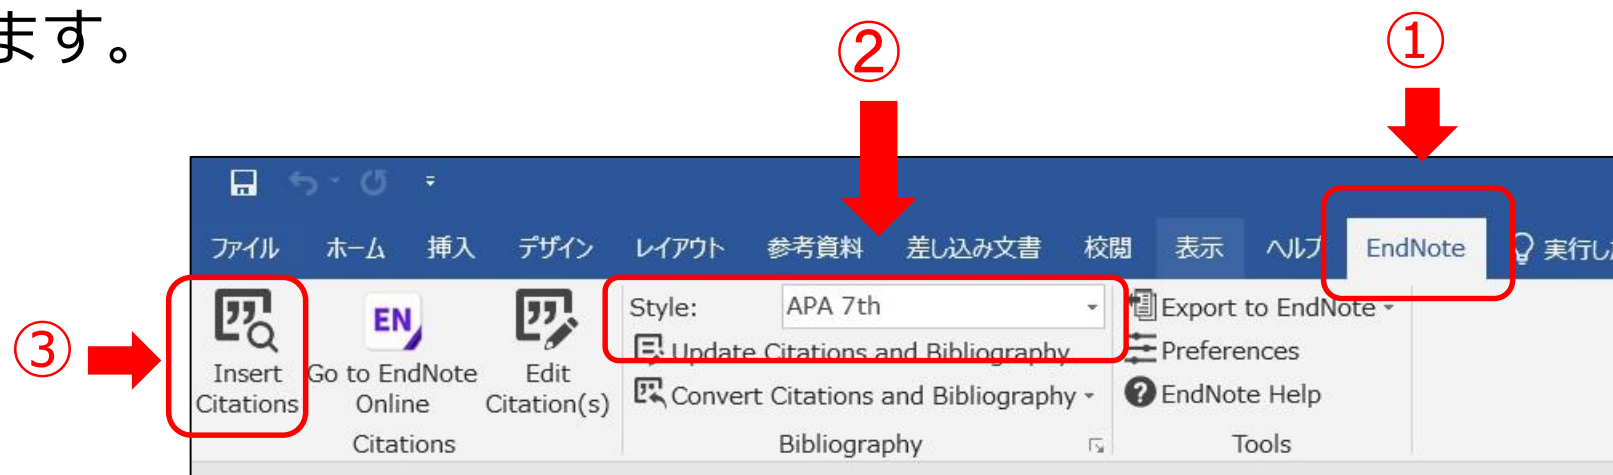 ます。
② ①
ファイル ホーム 挿入 デザイン レイアウト 参考資料 差し込み文書 校閲 表示 ヘルプ EndNote 実行し
③
Insert Citations
EN
Go to EndNote Online
Edit Citation(s)
Style: APA 7th
Update Citations and Bibliography
Convert Citations and Bibliography
Export to EndNote
Preferences
EndNote Help
Citations Bibliography Tools